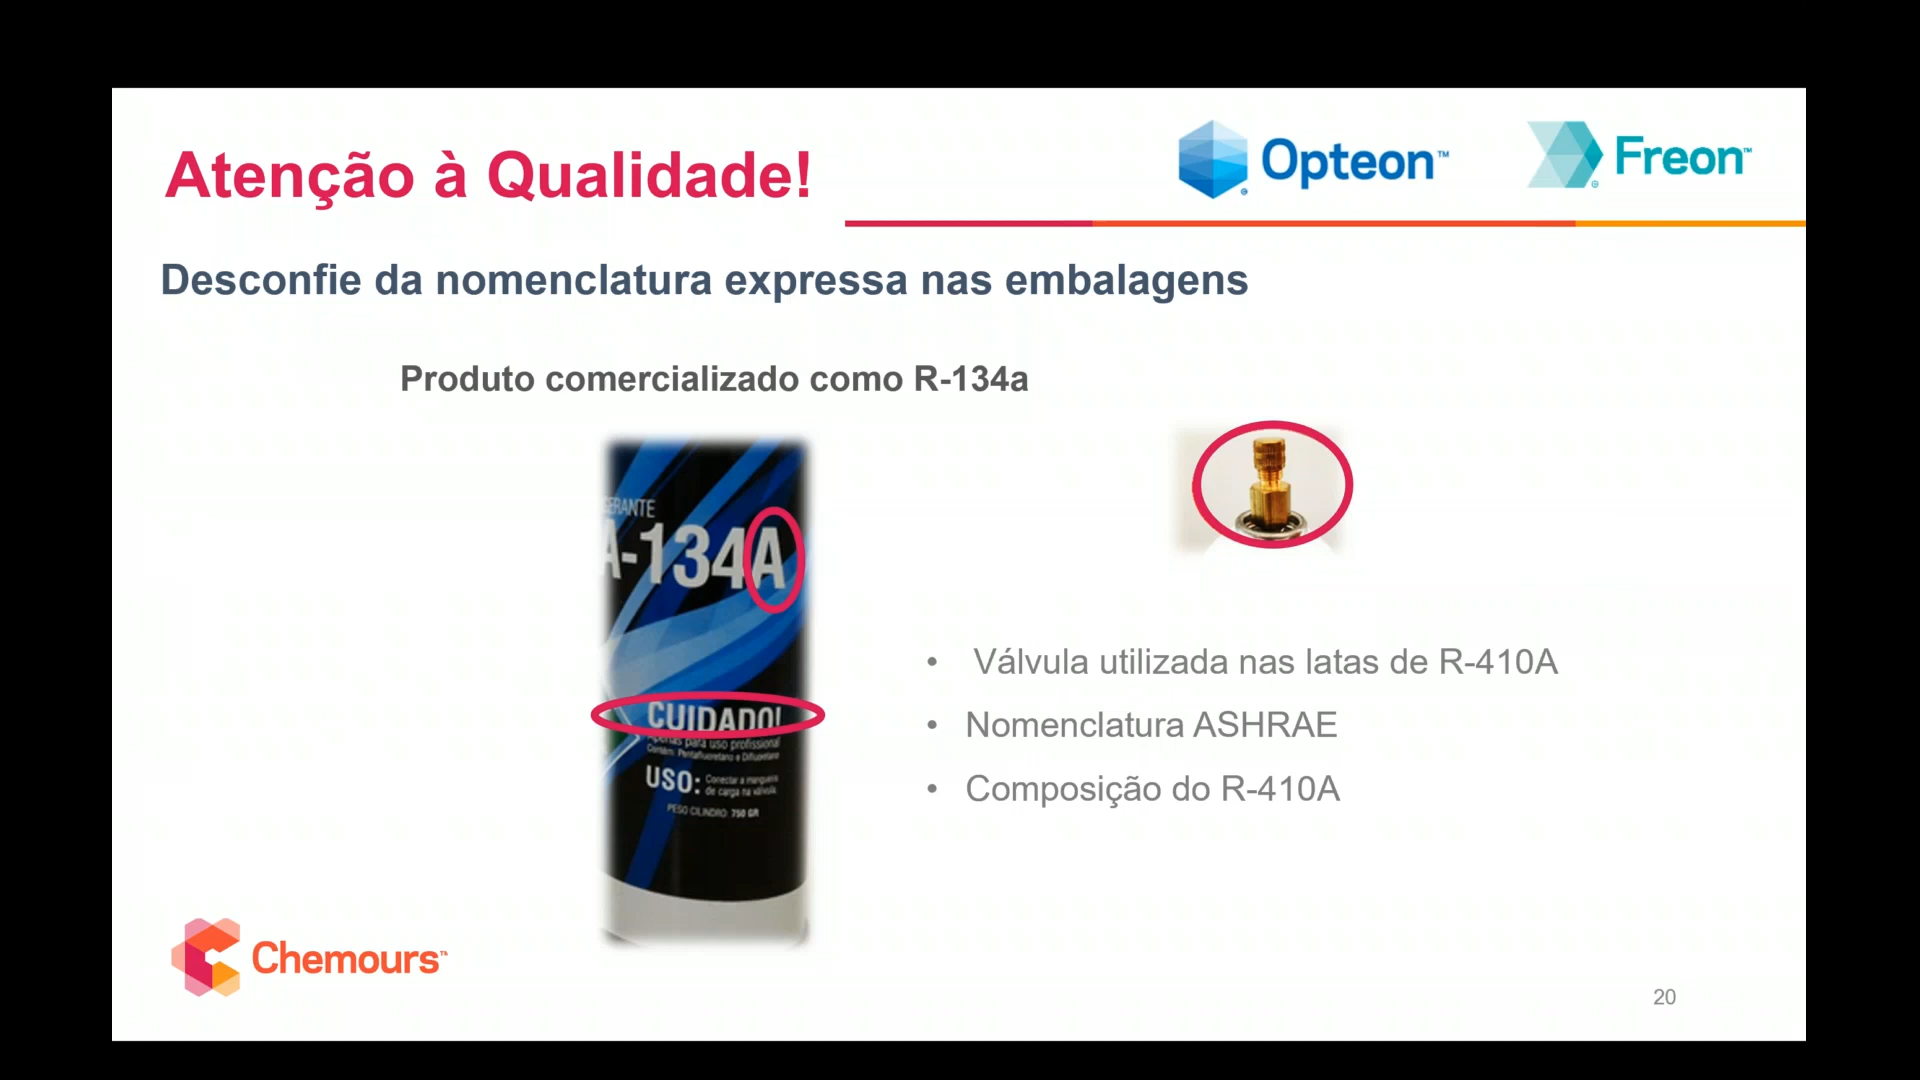 Atenção à Qualidade!
Opteon™
Freon™
Desconfie da nomenclatura expressa nas embalagens
Produto comercializado como R-134a
GERANTE
A-134A
CUIDADO!
Apenas para uso profissional
Contém: Pentafluoretano e Difluoretano
USO: Conectar a mangueira
de carga na válvula
PESO CILINDRO: 750 GR
• Válvula utilizada nas latas de R-410A
• Nomenclatura ASHRAE
• Composição do R-410A
Chemours™
20